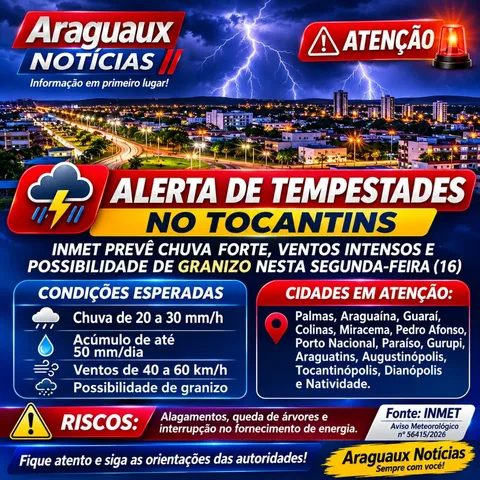 Araguaux
NOTÍCIAS
Informação em primeiro lugar!
ATENÇÃO
ALERTA DE TEMPESTADES
NO TOCANTINS
INMET PREVÊ CHUVA FORTE, VENTOS INTENSOS E
POSSIBILIDADE DE GRANIZO NESTA SEGUNDA-FEIRA (16)
CONDIÇÕES ESPERADAS
Chuva de 20 a 30 mm/h
Acúmulo de até
50 mm/dia
Ventos de 40 a 60 km/h
Possibilidade de granizo
CIDADES EM ATENÇÃO:
Palmas, Araguaína, Guaraí,
Colinas, Miracema, Pedro Afonso,
Porto Nacional, Paraíso, Gurupi,
Araguatins, Augustinópolis,
Tocantinópolis, Dianópolis
e Natividade.
RISCOS:
Alagamentos, queda de árvores e
interrupção no fornecimento de energia.
Fonte: INMET
Aviso Meteorológico
nº 56415/2026
Fique atento e siga as orientações das autoridades!
Araguaux Notícias
Sempre com você!